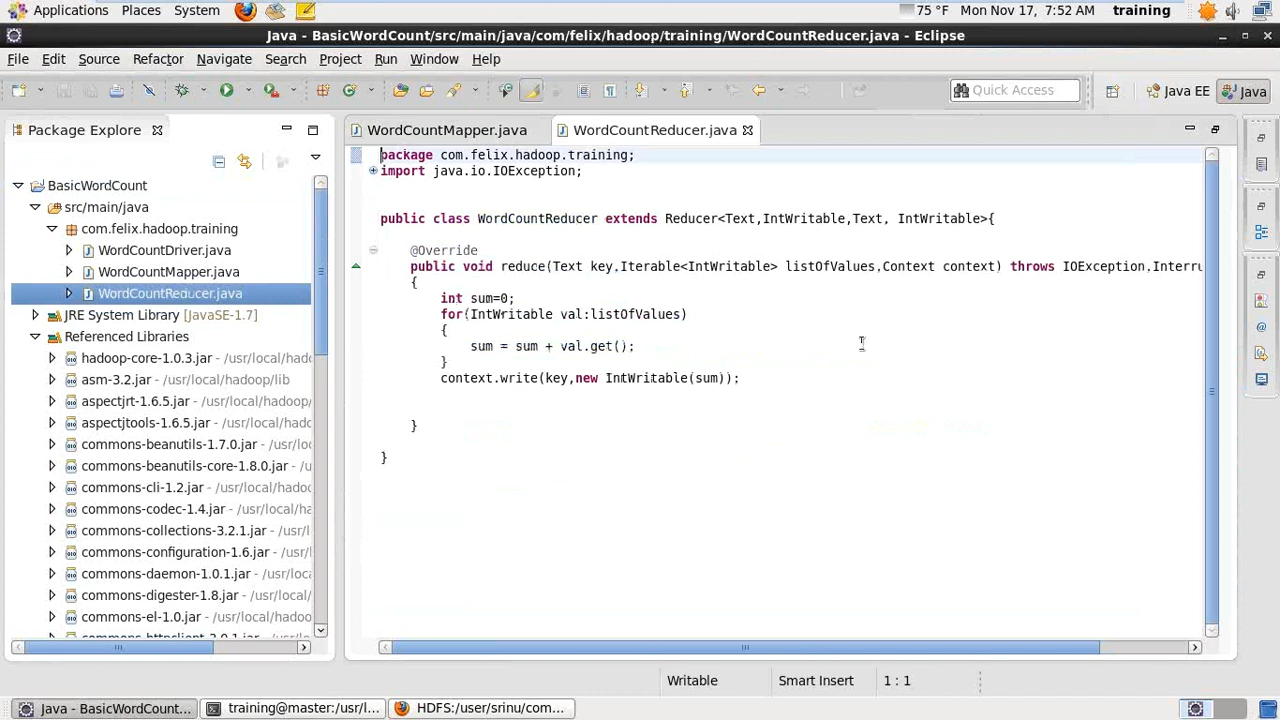 Applications Places System 75 °F Mon Nov 17, 7:52 AM training
Java - BasicWordCount/src/main/java/com/felix/hadoop/training/WordCountReducer.java - Eclipse
File Edit Source Refactor Navigate Search Project Run Window Help
Quick Access Java EE Java
Package Explorer
BasicWordCount
src/main/java
com.felix.hadoop.training
WordCountDriver.java
WordCountMapper.java
WordCountReducer.java
JRE System Library [JavaSE-1.7]
Referenced Libraries
hadoop-core-1.0.3.jar - /usr/local/
asm-3.2.jar - /usr/local/hadoop/lib
aspectjrt-1.6.5.jar - /usr/local/had
aspectjtools-1.6.5.jar - /usr/local/
commons-beanutils-1.7.0.jar - /usr
commons-beanutils-core-1.8.0.jar -
commons-cli-1.2.jar - /usr/local/hado
commons-codec-1.4.jar - /usr/local
commons-collections-3.2.1.jar - /us
commons-configuration-1.6.jar - /us
commons-daemon-1.0.1.jar - /usr/
commons-digester-1.8.jar - /usr/loc
commons-el-1.0.jar - /usr/local/had
commons-httpclient-3.0.1.jar - /usr
WordCountMapper.java WordCountReducer.java
package com.felix.hadoop.training;
import java.io.IOException;
public class WordCountReducer extends Reducer<Text,IntWritable,Text, IntWritable>{
@Override
public void reduce(Text key,Iterable<IntWritable> listOfValues,Context context) throws IOException,Interru
{
int sum=0;
for(IntWritable val:listOfValues)
{
sum = sum + val.get();
}
context.write(key,new IntWritable(sum));
}
}
Writable Smart Insert 1 : 1
Java - BasicWordCount... training@master:/usr/l... HDFS:/user/srinu/com...